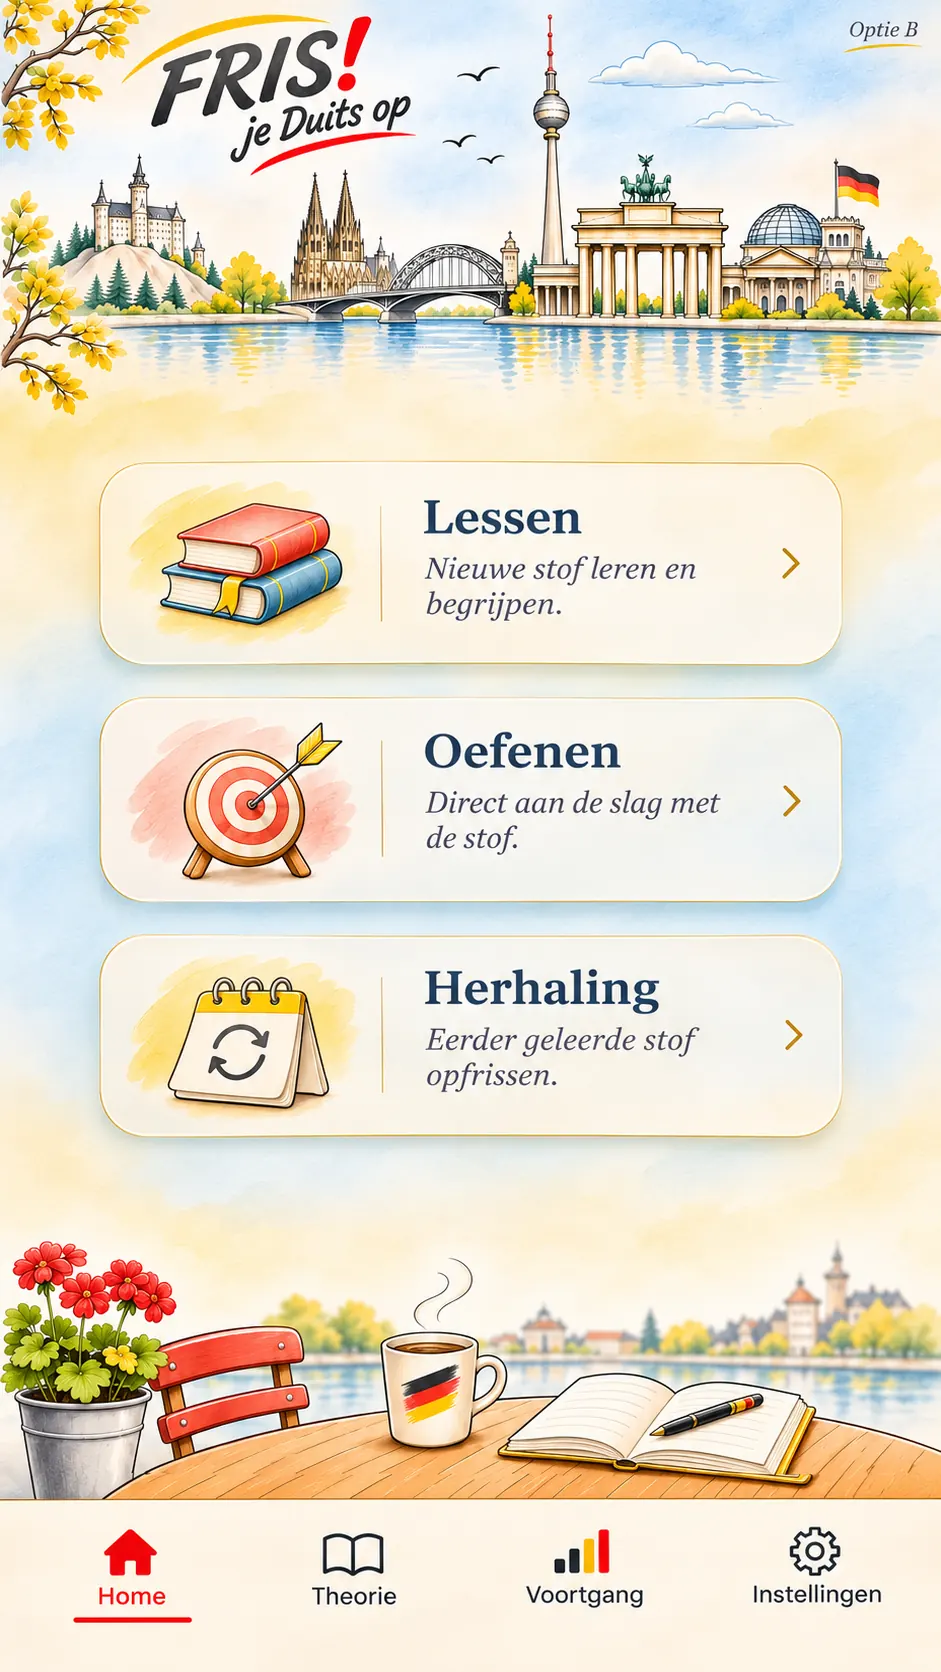 FRIS!
je Duits op
Optie B
Lessen
Nieuwe stof leren en
begrijpen.
Oefenen
Direct aan de slag met
de stof.
Herhaling
Eerder geleerde stof
opfrissen.
Home
Theorie
Voortgang
Instellingen